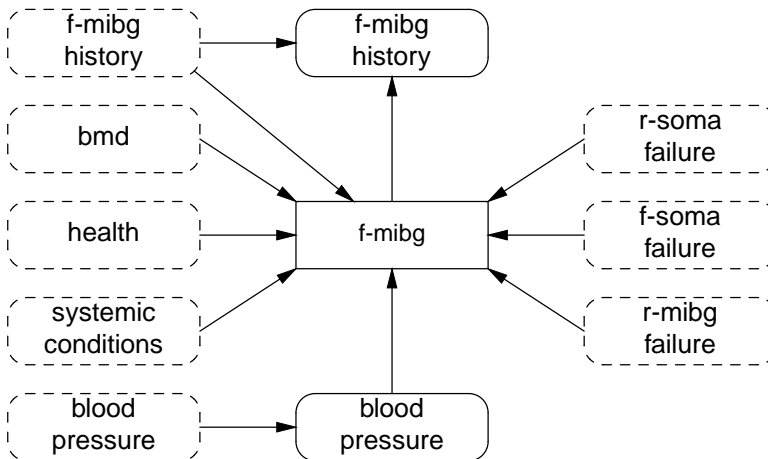 f-mibg
history
f-mibg
history
bmd
r-soma
failure
health
f-mibg
f-soma
failure
systemic
conditions
r-mibg
failure
blood
pressure
blood
pressure